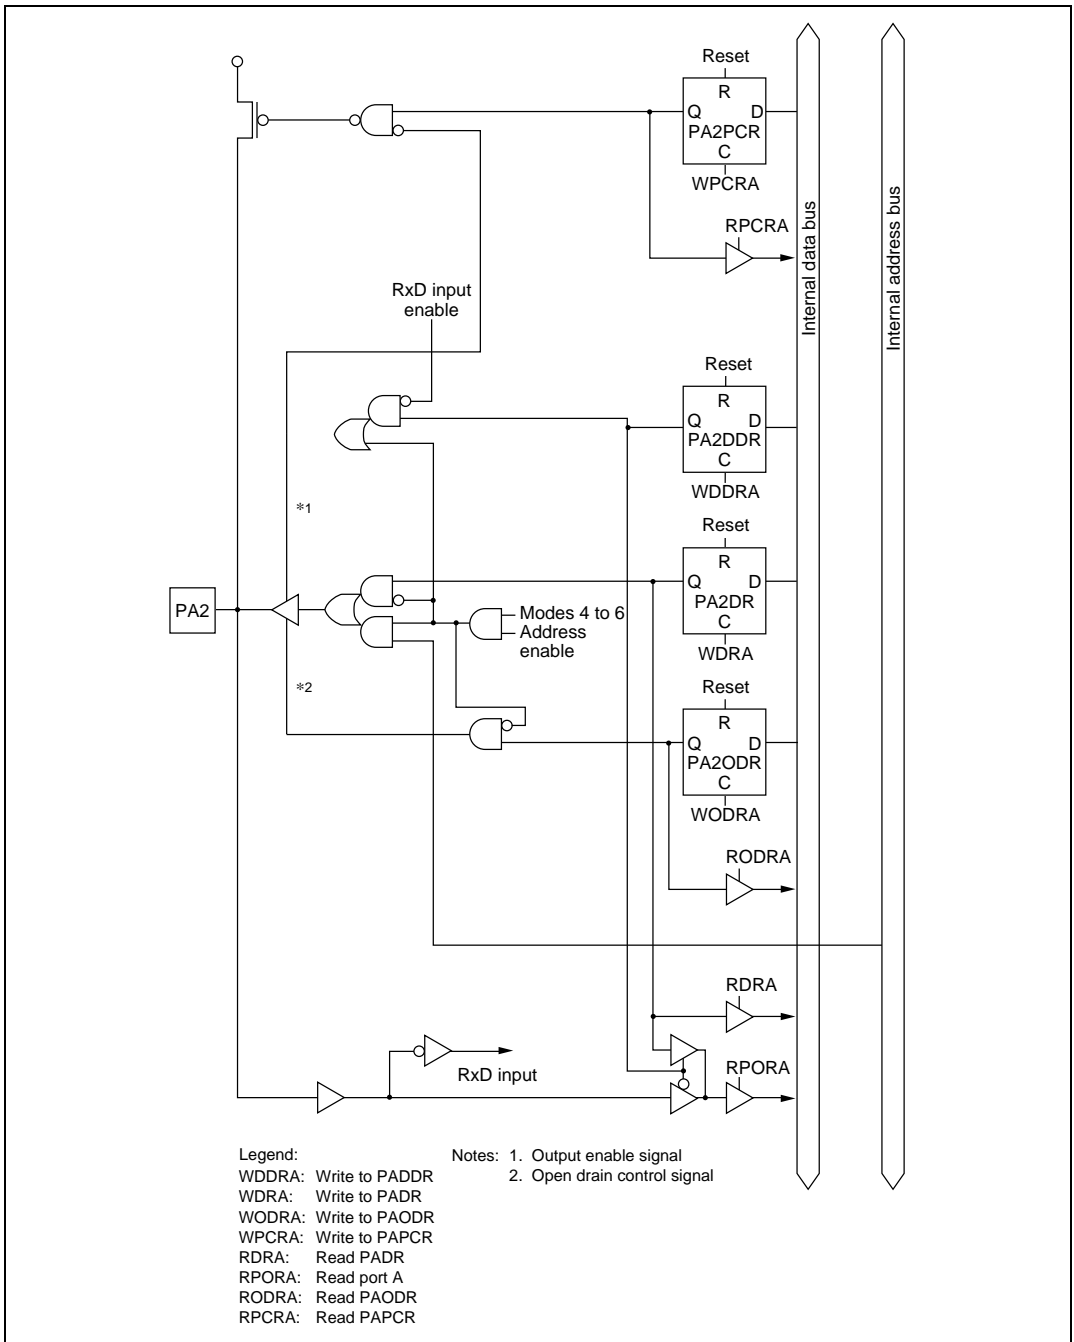 Reset
R
Q D
PA2PCR
C
WPCRA
RPCRA
Internal data bus
Internal address bus
RxD input
enable
Reset
R
Q D
PA2DDR
C
WDDRA
*1
Reset
R
Q D
PA2DR
C
WDRA
PA2
Modes 4 to 6
Address
enable
*2
Reset
R
Q D
PA2ODR
C
WODRA
RODRA
RDRA
RxD input
RPORA
Legend:
WDDRA: Write to PADDR
WDRA: Write to PADR
WODRA: Write to PAODR
WPCRA: Write to PAPCR
RDRA: Read PADR
RPORA: Read port A
RODRA: Read PAODR
RPCRA: Read PAPCR
Notes: 1. Output enable signal
2. Open drain control signal